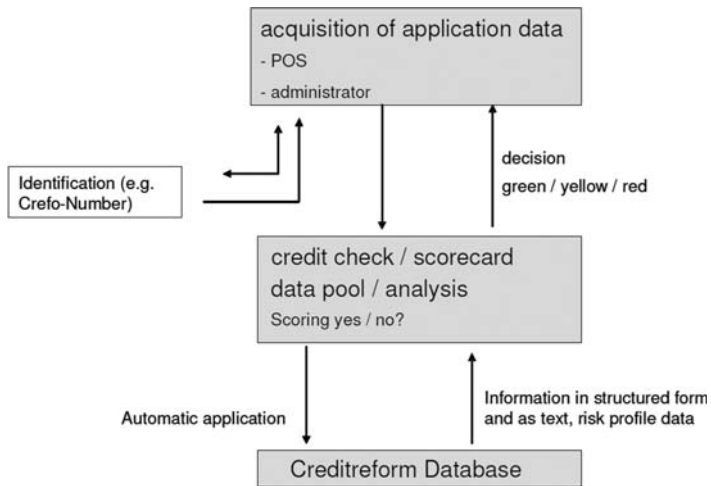 acquisition of application data
- POS
- administrator
Identification (e.g.
Crefo-Number)
decision
green / yellow / red
credit check / scorecard
data pool / analysis
Scoring yes / no?
Automatic application
Information in structured form
and as text, risk profile data
Creditreform Database